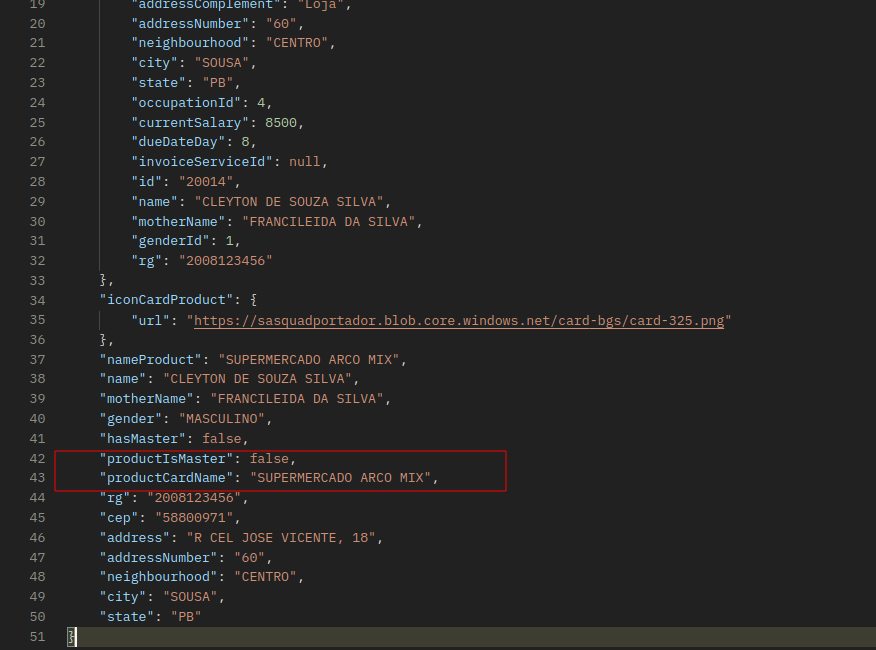 19 "addressComplement": "Loja",
20 "addressNumber": "60",
21 "neighbourhood": "CENTRO",
22 "city": "SOUSA",
23 "state": "PB",
24 "occupationId": 4,
25 "currentSalary": 8500,
26 "dueDateDay": 8,
27 "invoiceServiceId": null,
28 "id": "20014",
29 "name": "CLEYTON DE SOUZA SILVA",
30 "motherName": "FRANCILEIDA DA SILVA",
31 "genderId": 1,
32 "rg": "2008123456"
33 },
34 "iconCardProduct": {
35 "url": "https://sasquadportador.blob.core.windows.net/card-bgs/card-325.png"
36 },
37 "nameProduct": "SUPERMERCADO ARCO MIX",
38 "name": "CLEYTON DE SOUZA SILVA",
39 "motherName": "FRANCILEIDA DA SILVA",
40 "gender": "MASCULINO",
41 "hasMaster": false,
42 "productIsMaster": false,
43 "productCardName": "SUPERMERCADO ARCO MIX",
44 "rg": "2008123456",
45 "cep": "58800971",
46 "address": "R CEL JOSE VICENTE, 18",
47 "addressNumber": "60",
48 "neighbourhood": "CENTRO",
49 "city": "SOUSA",
50 "state": "PB"
51 }